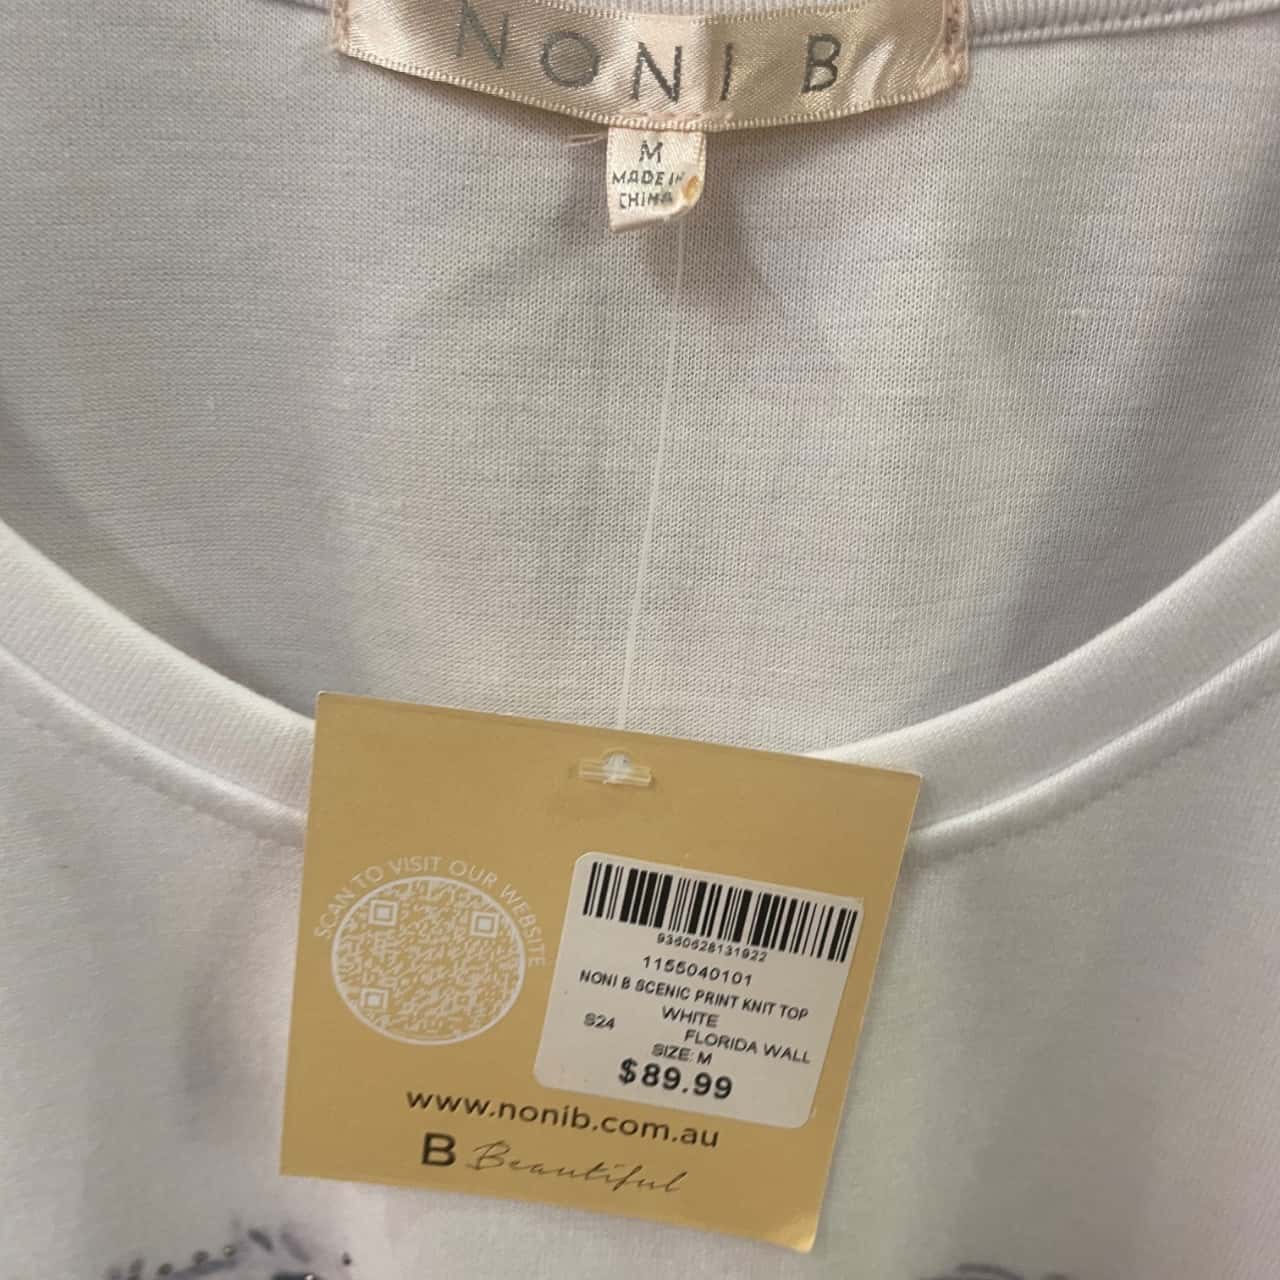 NONI B
M
MADE IN
CHINA
SCAN TO VISIT OUR WEBSITE
9360628131922
1155040101
NONI B SCENIC PRINT KNIT TOP
WHITE
S24 FLORIDA WALL
SIZE: M
$89.99
www.nonib.com.au
B Beautiful